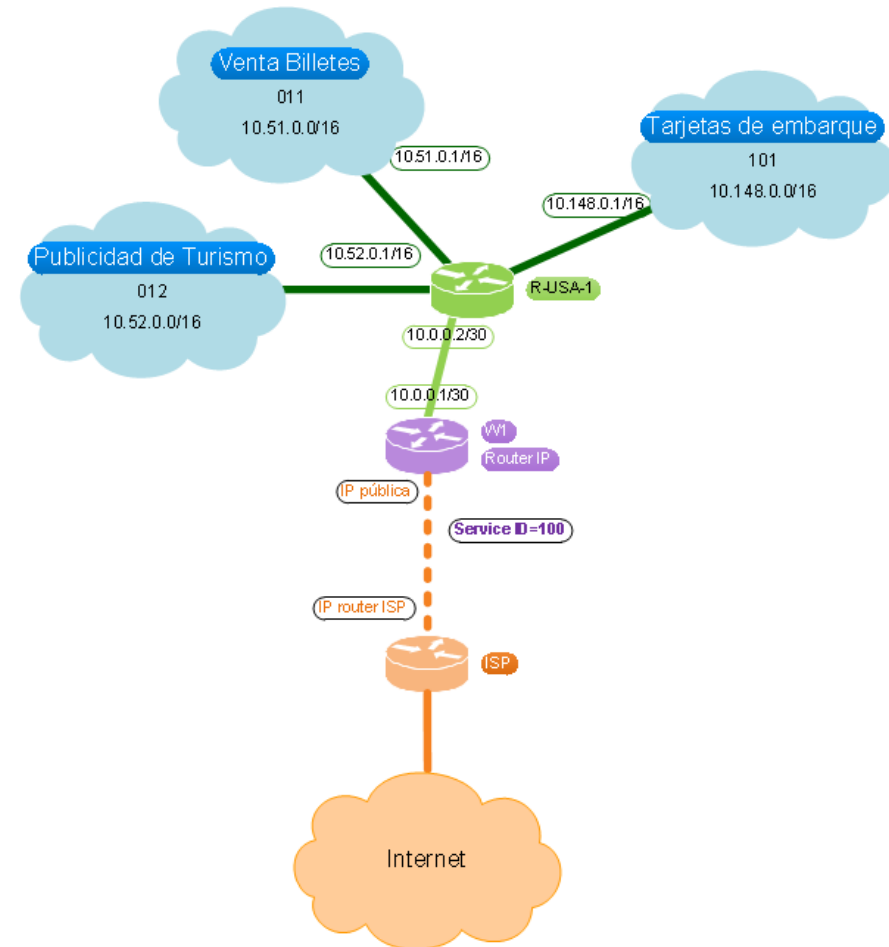 Venta Billetes
011
10.51.0.0/16
Tarjetas de embarque
101
10.148.0.0/16
10.51.0.1/16
10.148.0.1/16
Publicidad de Turismo
012
10.52.0.0/16
10.52.0.1/16
R-USA-1
10.0.0.2/30
10.0.0.1/30
W1
Router IP
IP pública
Service ID=100
IP router ISP
ISP
Internet